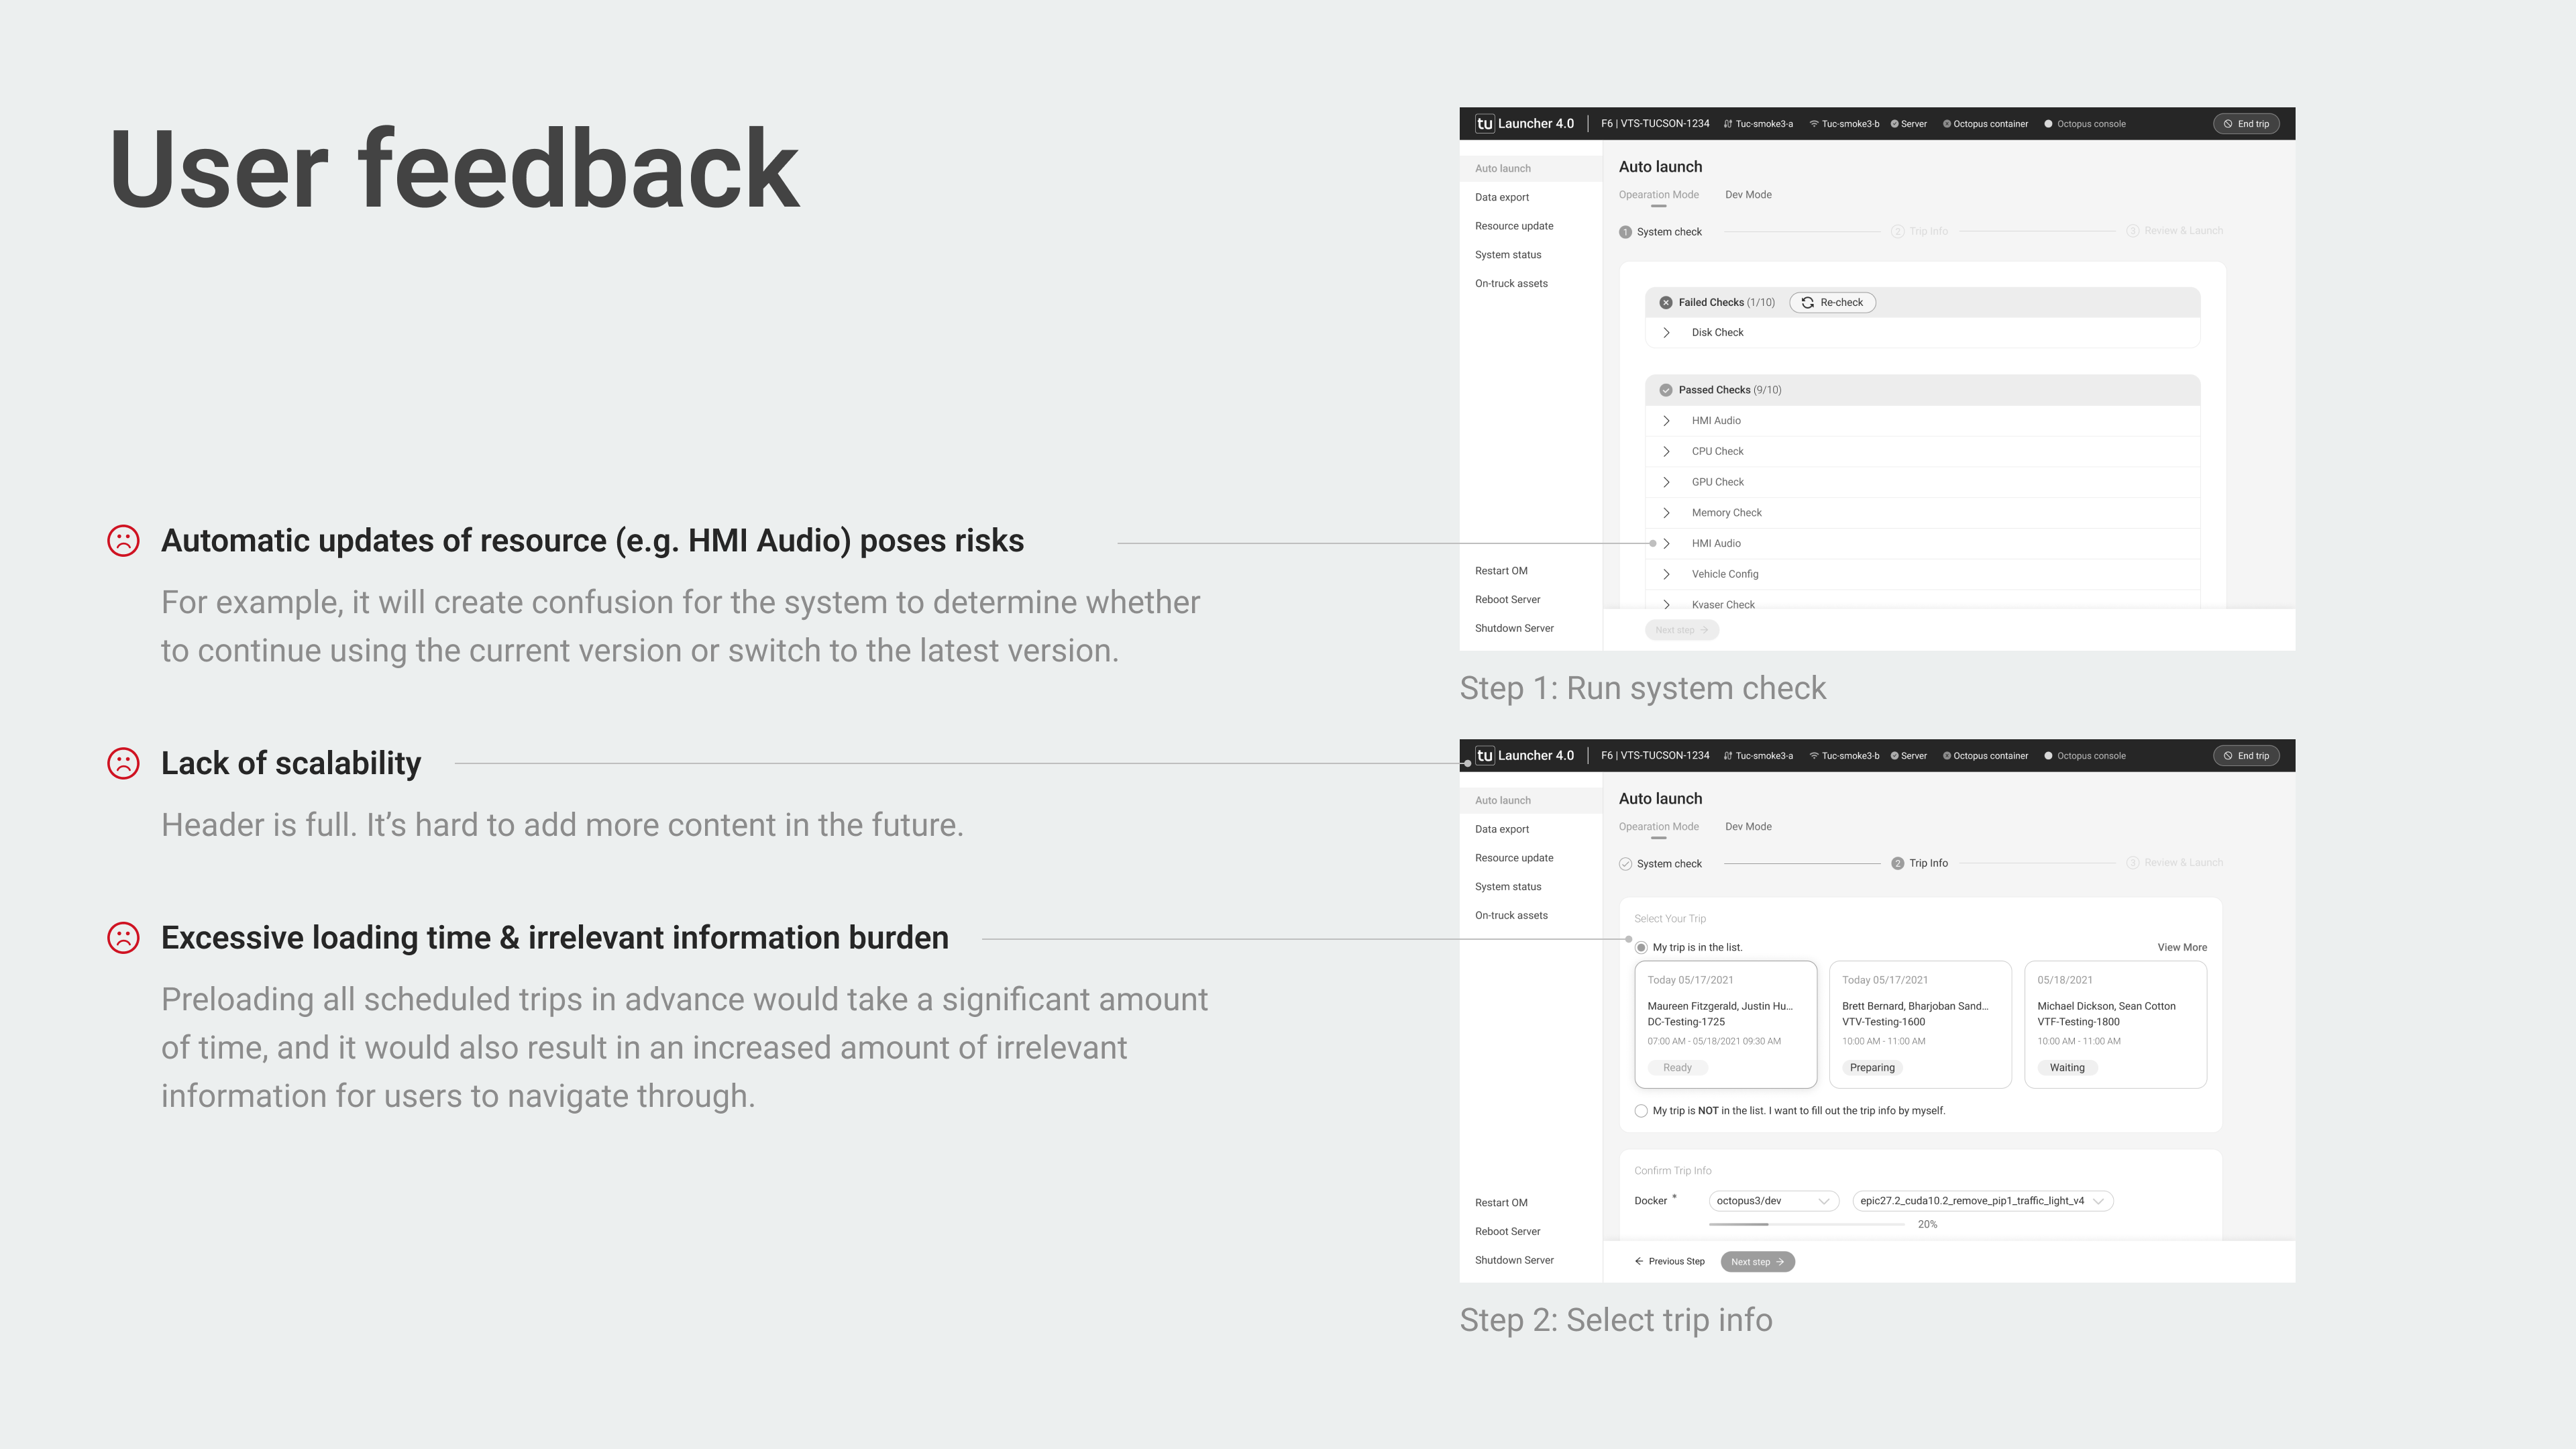 User feedback
Automatic updates of resource (e.g. HMI Audio) poses risks
For example, it will create confusion for the system to determine whether
to continue using the current version or switch to the latest version.
Lack of scalability
Header is full. It’s hard to add more content in the future.
Excessive loading time & irrelevant information burden
Preloading all scheduled trips in advance would take a significant amount
of time, and it would also result in an increased amount of irrelevant
information for users to navigate through.
tu Launcher 4.0 F6 | VTS-TUCSON-1234 Tuc-smoke3-a Tuc-smoke3-b Server Octopus container Octopus console End trip
Auto launch
Data export
Resource update
System status
On-truck assets
Restart OM
Reboot Server
Shutdown Server
Auto launch
Opearation Mode Dev Mode
1 System check 2 Trip Info 3 Review & Launch
Failed Checks (1/10) Re-check
Disk Check
Passed Checks (9/10)
HMI Audio
CPU Check
GPU Check
Memory Check
HMI Audio
Vehicle Config
Kvaser Check
Next step
Step 1: Run system check
tu Launcher 4.0 F6 | VTS-TUCSON-1234 Tuc-smoke3-a Tuc-smoke3-b Server Octopus container Octopus console End trip
Auto launch
Data export
Resource update
System status
On-truck assets
Restart OM
Reboot Server
Shutdown Server
Auto launch
Opearation Mode Dev Mode
System check 2 Trip Info 3 Review & Launch
Select Your Trip
My trip is in the list. View More
Today 05/17/2021
Maureen Fitzgerald, Justin Hu...
DC-Testing-1725
07:00 AM - 05/18/2021 09:30 AM
Ready
Today 05/17/2021
Brett Bernard, Bharjoban Sand...
VTV-Testing-1600
10:00 AM - 11:00 AM
Preparing
05/18/2021
Michael Dickson, Sean Cotton
VTF-Testing-1800
10:00 AM - 11:00 AM
Waiting
My trip is NOT in the list. I want to fill out the trip info by myself.
Confirm Trip Info
Docker * octopus3/dev epic27.2_cuda10.2_remove_pip1_traffic_light_v4
20%
Previous Step Next step
Step 2: Select trip info